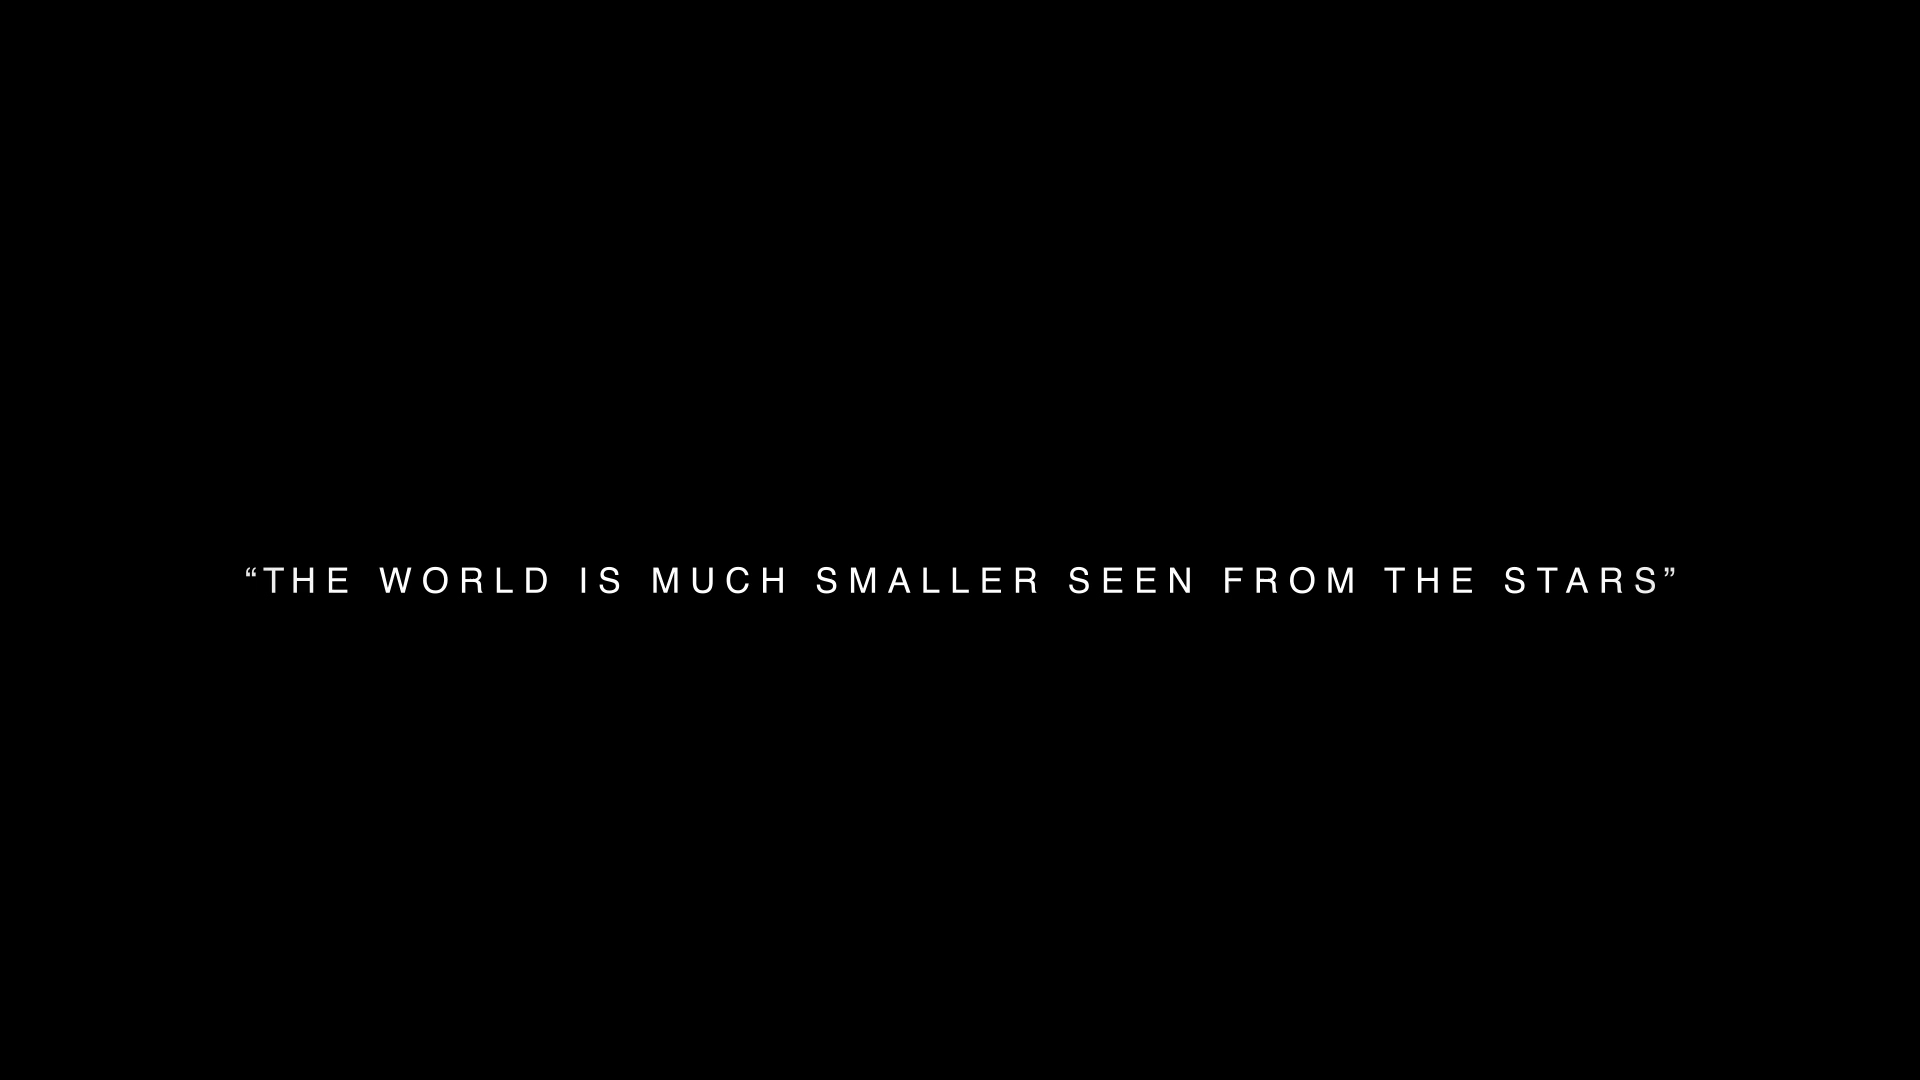 “THE WORLD IS MUCH SMALLER SEEN FROM THE STARS”